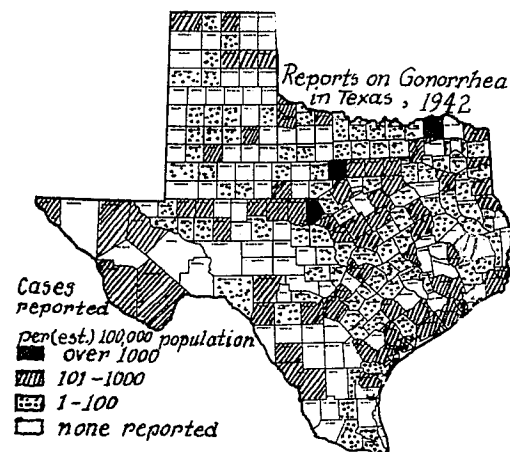 Reports on Gonorrhea
in Texas, 1942
Cases
reported
per(est.) 100,000 population
over 1000
101-1000
1-100
none reported